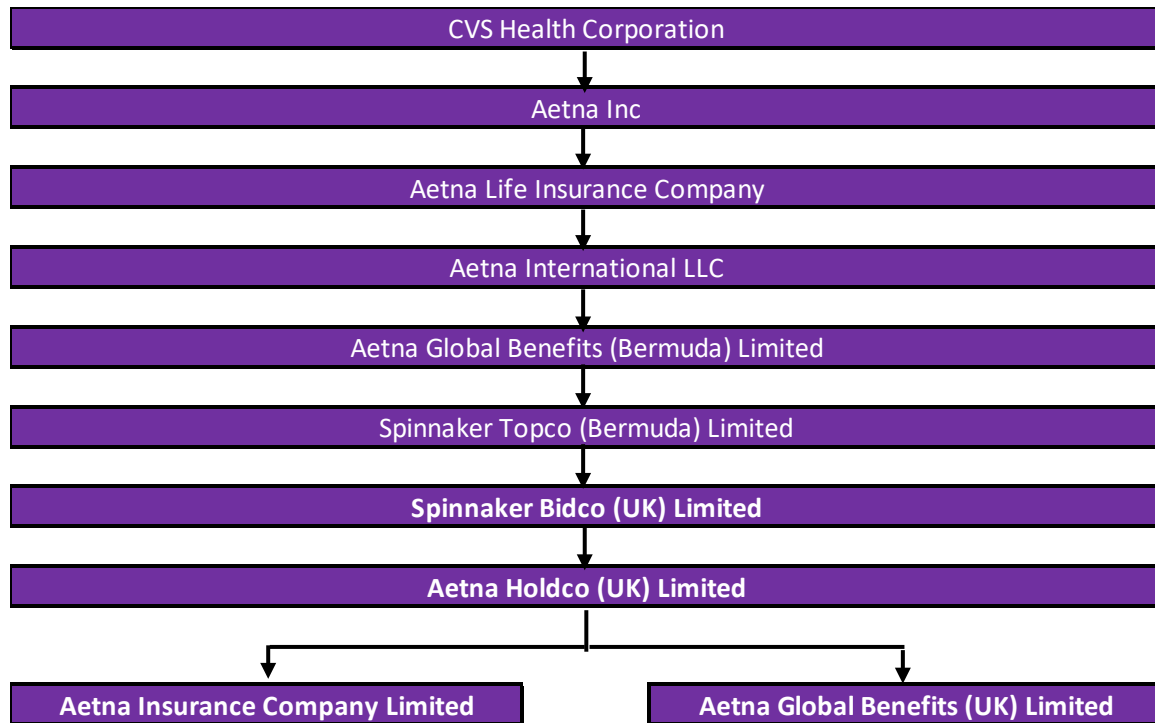 CVS Health Corporation
Aetna Inc
Aetna Life Insurance Company
Aetna International LLC
Aetna Global Benefits (Bermuda) Limited
Spinnaker Topco (Bermuda) Limited
Spinnaker Bidco (UK) Limited
Aetna Holdco (UK) Limited
Aetna Insurance Company Limited
Aetna Global Benefits (UK) Limited